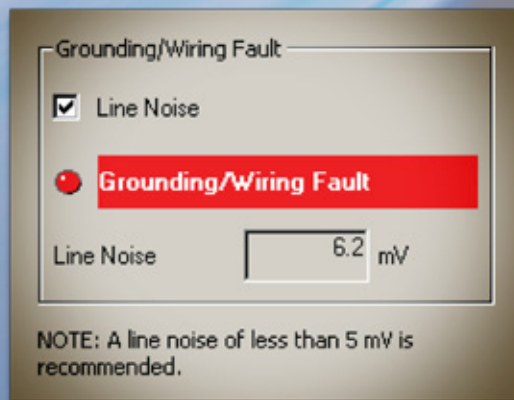 Grounding/Wiring Fault
Line Noise
Grounding/Wiring Fault
Line Noise 6.2 mV
NOTE: A line noise of less than 5 mV is
recommended.